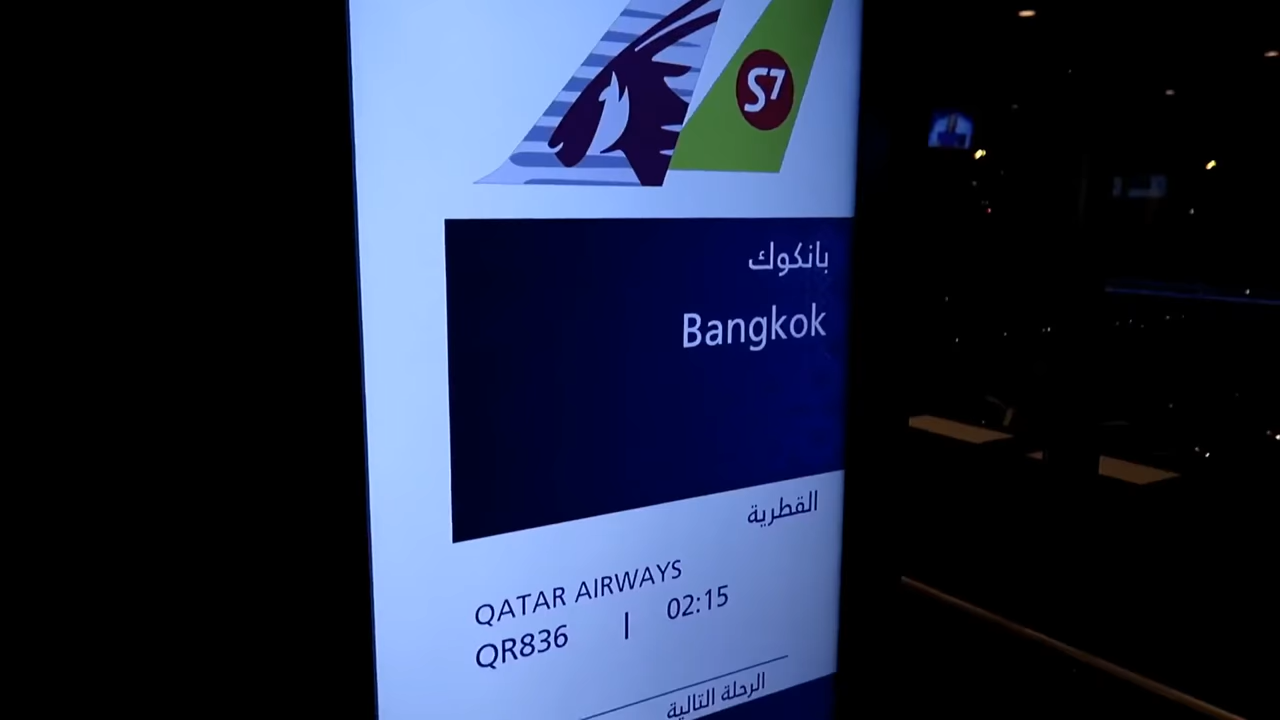 S7
بانكوك
Bangkok
القطرية
QATAR AIRWAYS
QR836 | 02:15
الرحلة التالية